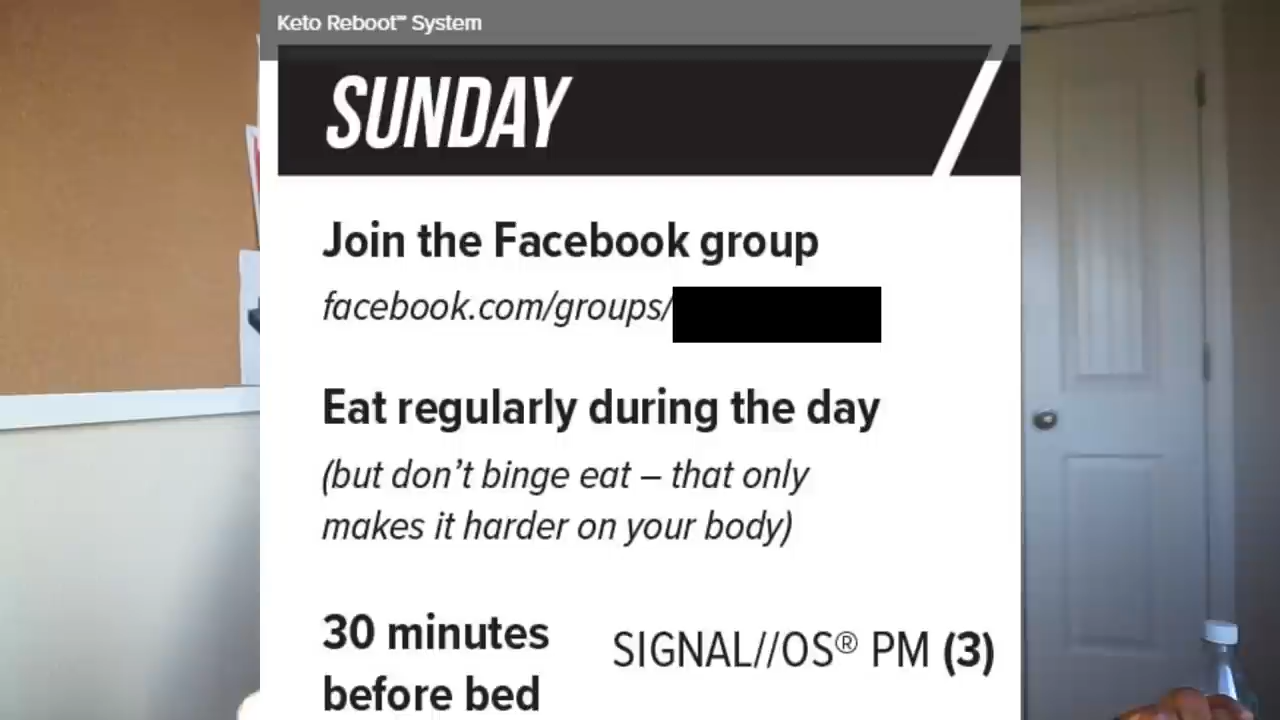 Keto Reboot™ System
SUNDAY
Join the Facebook group
facebook.com/groups/
Eat regularly during the day
(but don't binge eat – that only
makes it harder on your body)
30 minutes
before bed
SIGNAL//OS® PM (3)